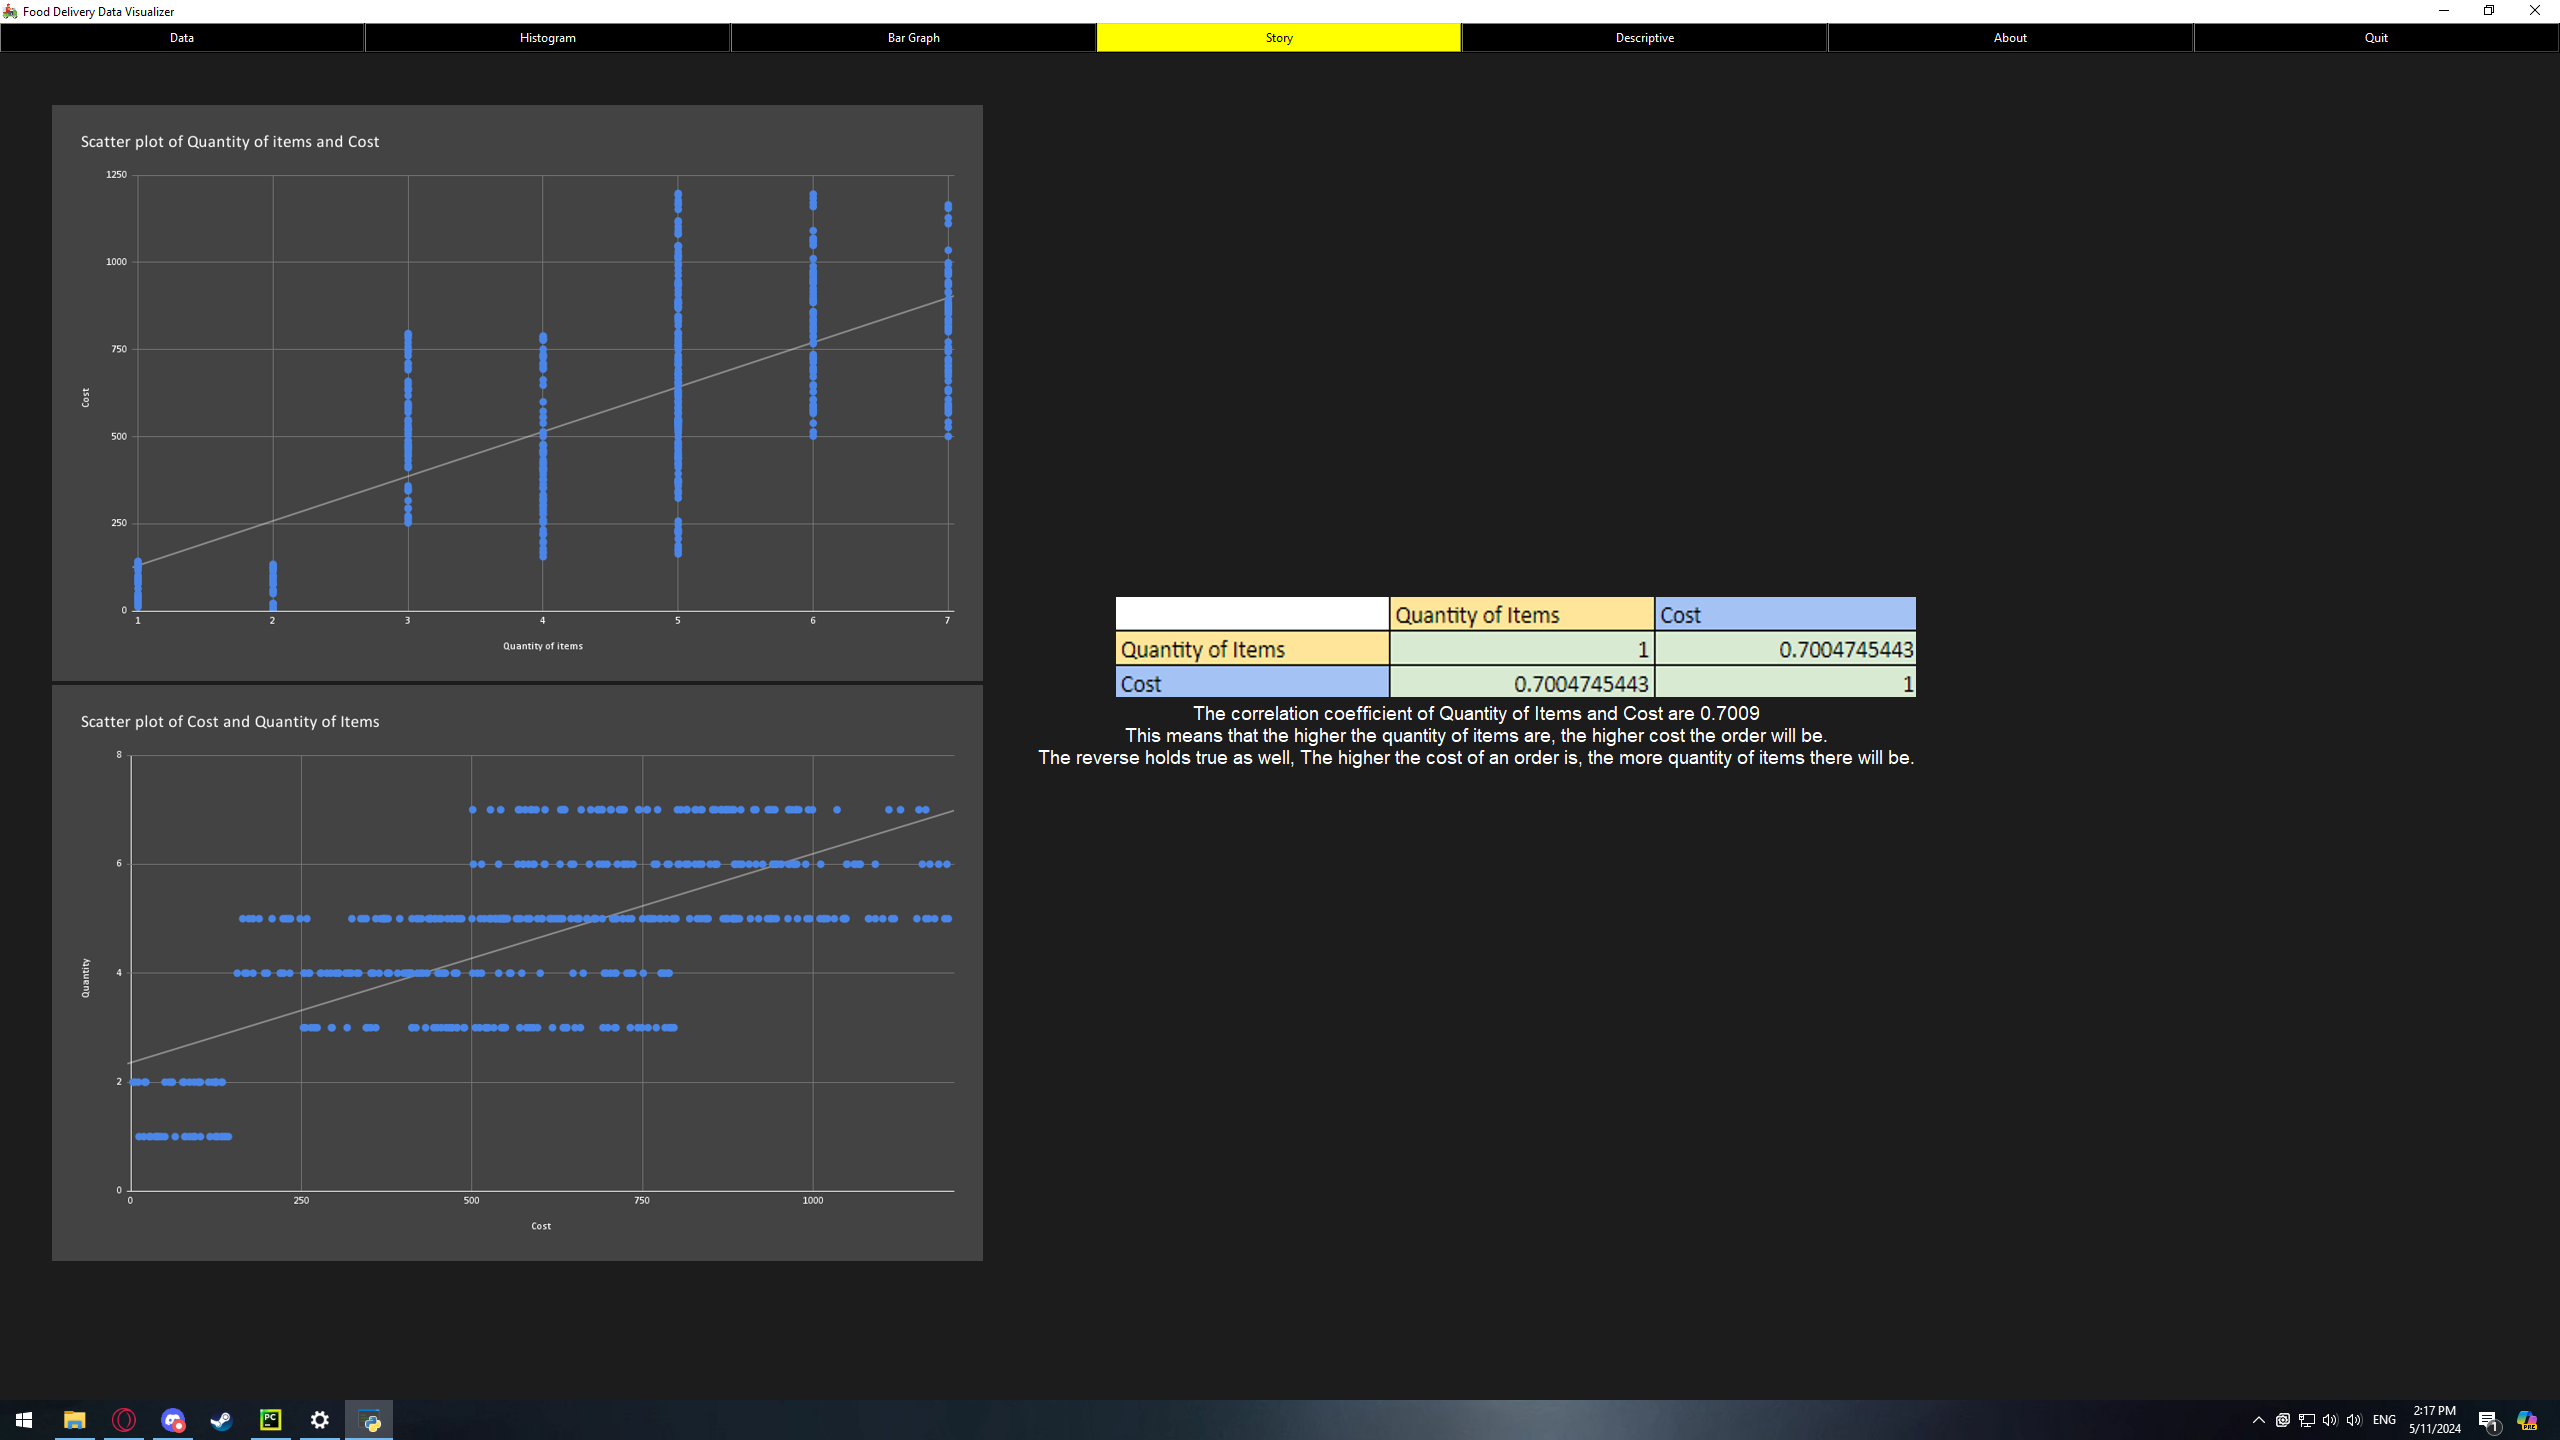 Food Delivery Data Visualizer
Data Histogram Bar Graph Story Descriptive About Quit
Scatter plot of Quantity of items and Cost
1250
1000
750
500
250
0
Cost
1 2 3 4 5 6 7
Quantity of items
Scatter plot of Cost and Quantity of Items
8
6
4
2
0
Quantity
0 250 500 750 1000
Cost
Quantity of Items Cost
Quantity of Items 1 0.7004745443
Cost 0.7004745443 1
The correlation coefficient of Quantity of Items and Cost are 0.7009
This means that the higher the quantity of items are, the higher cost the order will be.
The reverse holds true as well, The higher the cost of an order is, the more quantity of items there will be.
PC
ENG
2:17 PM
5/11/2024
1
PRE